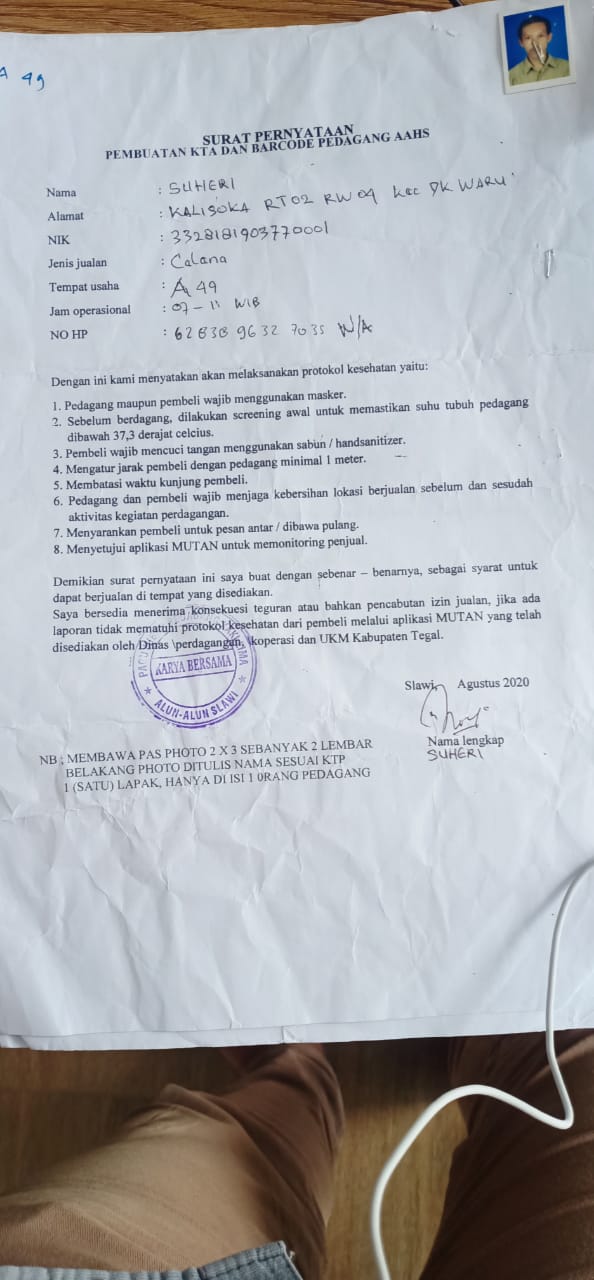 A 49
SURAT PERNYATAAN
PEMBUATAN KTA DAN BARCODE PEDAGANG AAHS
Nama : SUHERI
Alamat : KALISOKA RT 02 RW 04 KEC DK WARU
NIK : 3328181903770001
Jenis jualan : Calana
Tempat usaha : A 49
Jam operasional : 07 - 11 WIB
NO HP : 62838 9632 7035 W/A
Dengan ini kami menyatakan akan melaksanakan protokol kesehatan yaitu:
1. Pedagang maupun pembeli wajib menggunakan masker.
2. Sebelum berdagang, dilakukan screening awal untuk memastikan suhu tubuh pedagang
dibawah 37,3 derajat celcius.
3. Pembeli wajib mencuci tangan menggunakan sabun / handsanitizer.
4. Mengatur jarak pembeli dengan pedagang minimal 1 meter.
5. Membatasi waktu kunjung pembeli.
6. Pedagang dan pembeli wajib menjaga kebersihan lokasi berjualan sebelum dan sesudah
aktivitas kegiatan perdagangan.
7. Menyarankan pembeli untuk pesan antar / dibawa pulang.
8. Menyetujui aplikasi MUTAN untuk memonitoring penjual.
Demikian surat pernyataan ini saya buat dengan sebenar – benarnya, sebagai syarat untuk
dapat berjualan di tempat yang disediakan.
Saya bersedia menerima konsekuesi teguran atau bahkan pencabutan izin jualan, jika ada
laporan tidak mematuhi protokol kesehatan dari pembeli melalui aplikasi MUTAN yang telah
disediakan oleh Dinas \perdagangan, \koperasi dan UKM Kabupaten Tegal.
KARYA BERSAMA
ALUN-ALUN SLAWI
Slawi, Agustus 2020
Nama lengkap
SUHERI
NB : MEMBAWA PAS PHOTO 2 X 3 SEBANYAK 2 LEMBAR
BELAKANG PHOTO DITULIS NAMA SESUAI KTP
1 (SATU) LAPAK, HANYA DI ISI 1 0RANG PEDAGANG